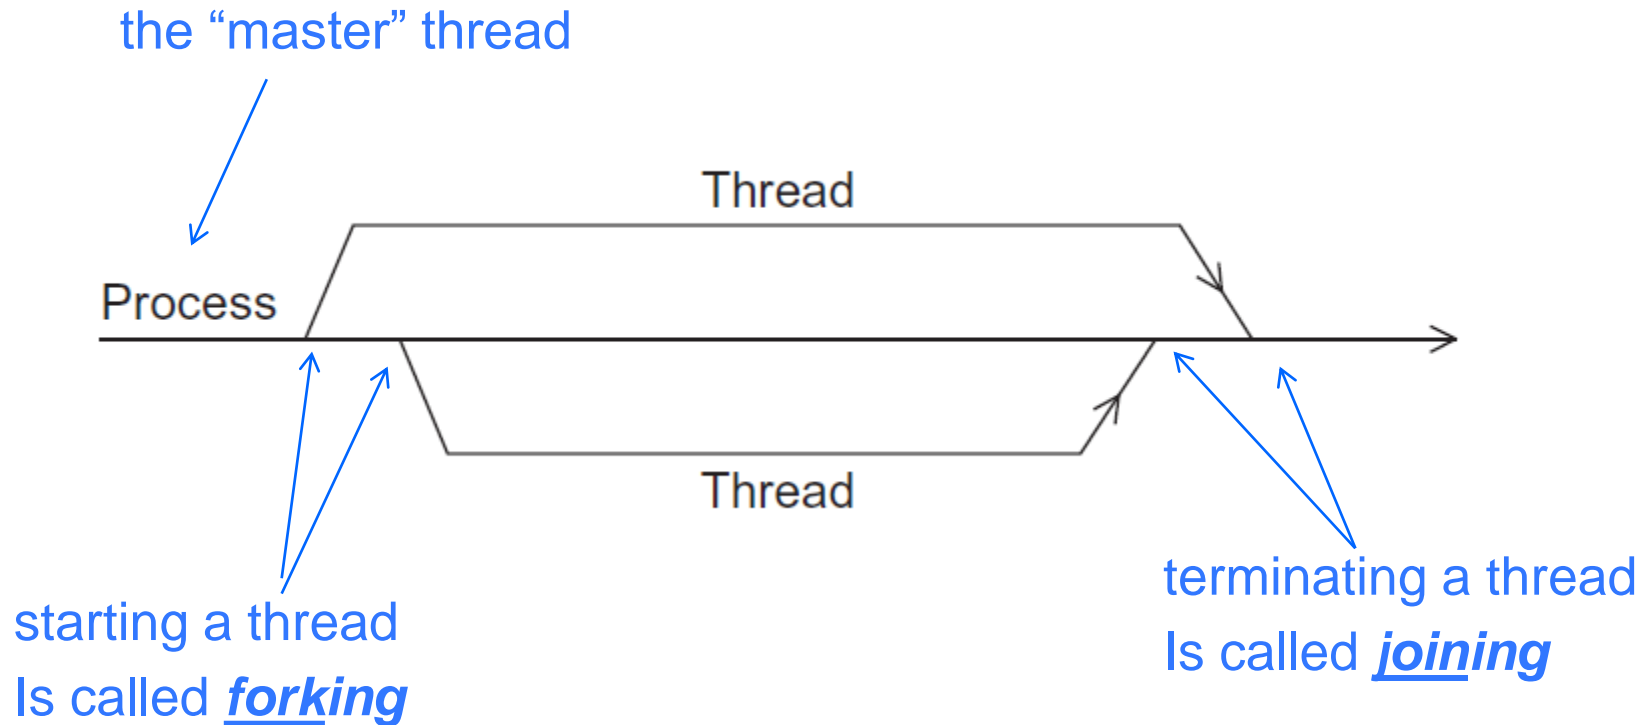 the “master” thread
Thread
Process
Thread
starting a thread
Is called forking
terminating a thread
Is called joining